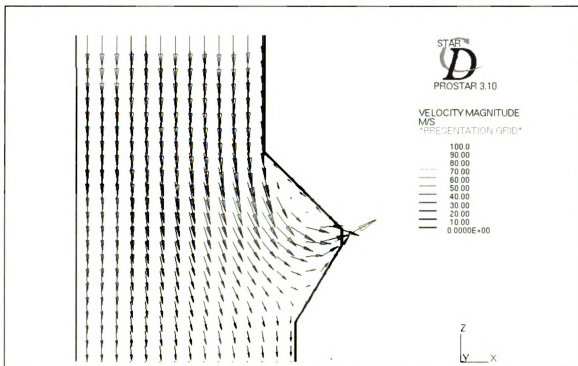 STAR
CD
PROSTAR 3.10
VELOCITY MAGNITUDE
M/S
*PRESENTATION GRID*
100.0
90.00
80.00
70.00
60.00
50.00
40.00
30.00
20.00
10.00
0.0000E+00
Z
Y X